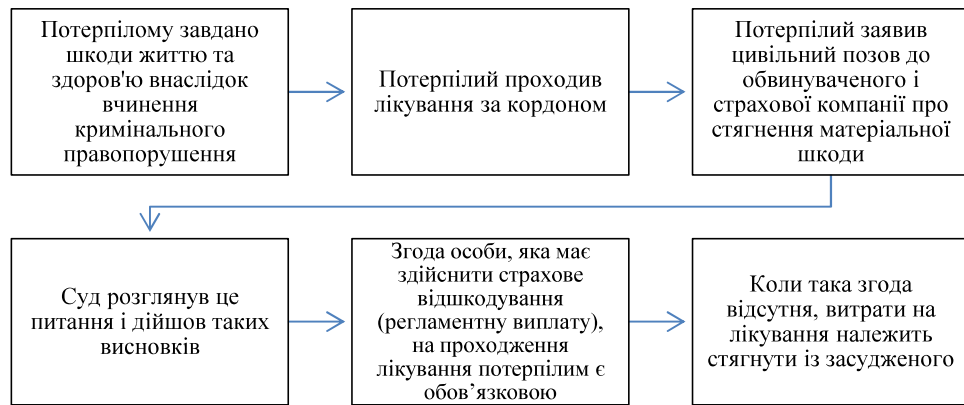 Потерпілому завдано
шкоди життю та
здоров'ю внаслідок
вчинення
кримінального
правопорушення
Потерпілий проходив
лікування за кордоном
Потерпілий заявив
цивільний позов до
обвинуваченого і
страхової компанії про
стягнення матеріальної
шкоди
Суд розглянув це
питання і дійшов таких
висновків
Згода особи, яка має
здійснити страхове
відшкодування
(регламентну виплату),
на проходження
лікування потерпілим є
обов’язковою
Коли така згода
відсутня, витрати на
лікування належить
стягнути із засудженого